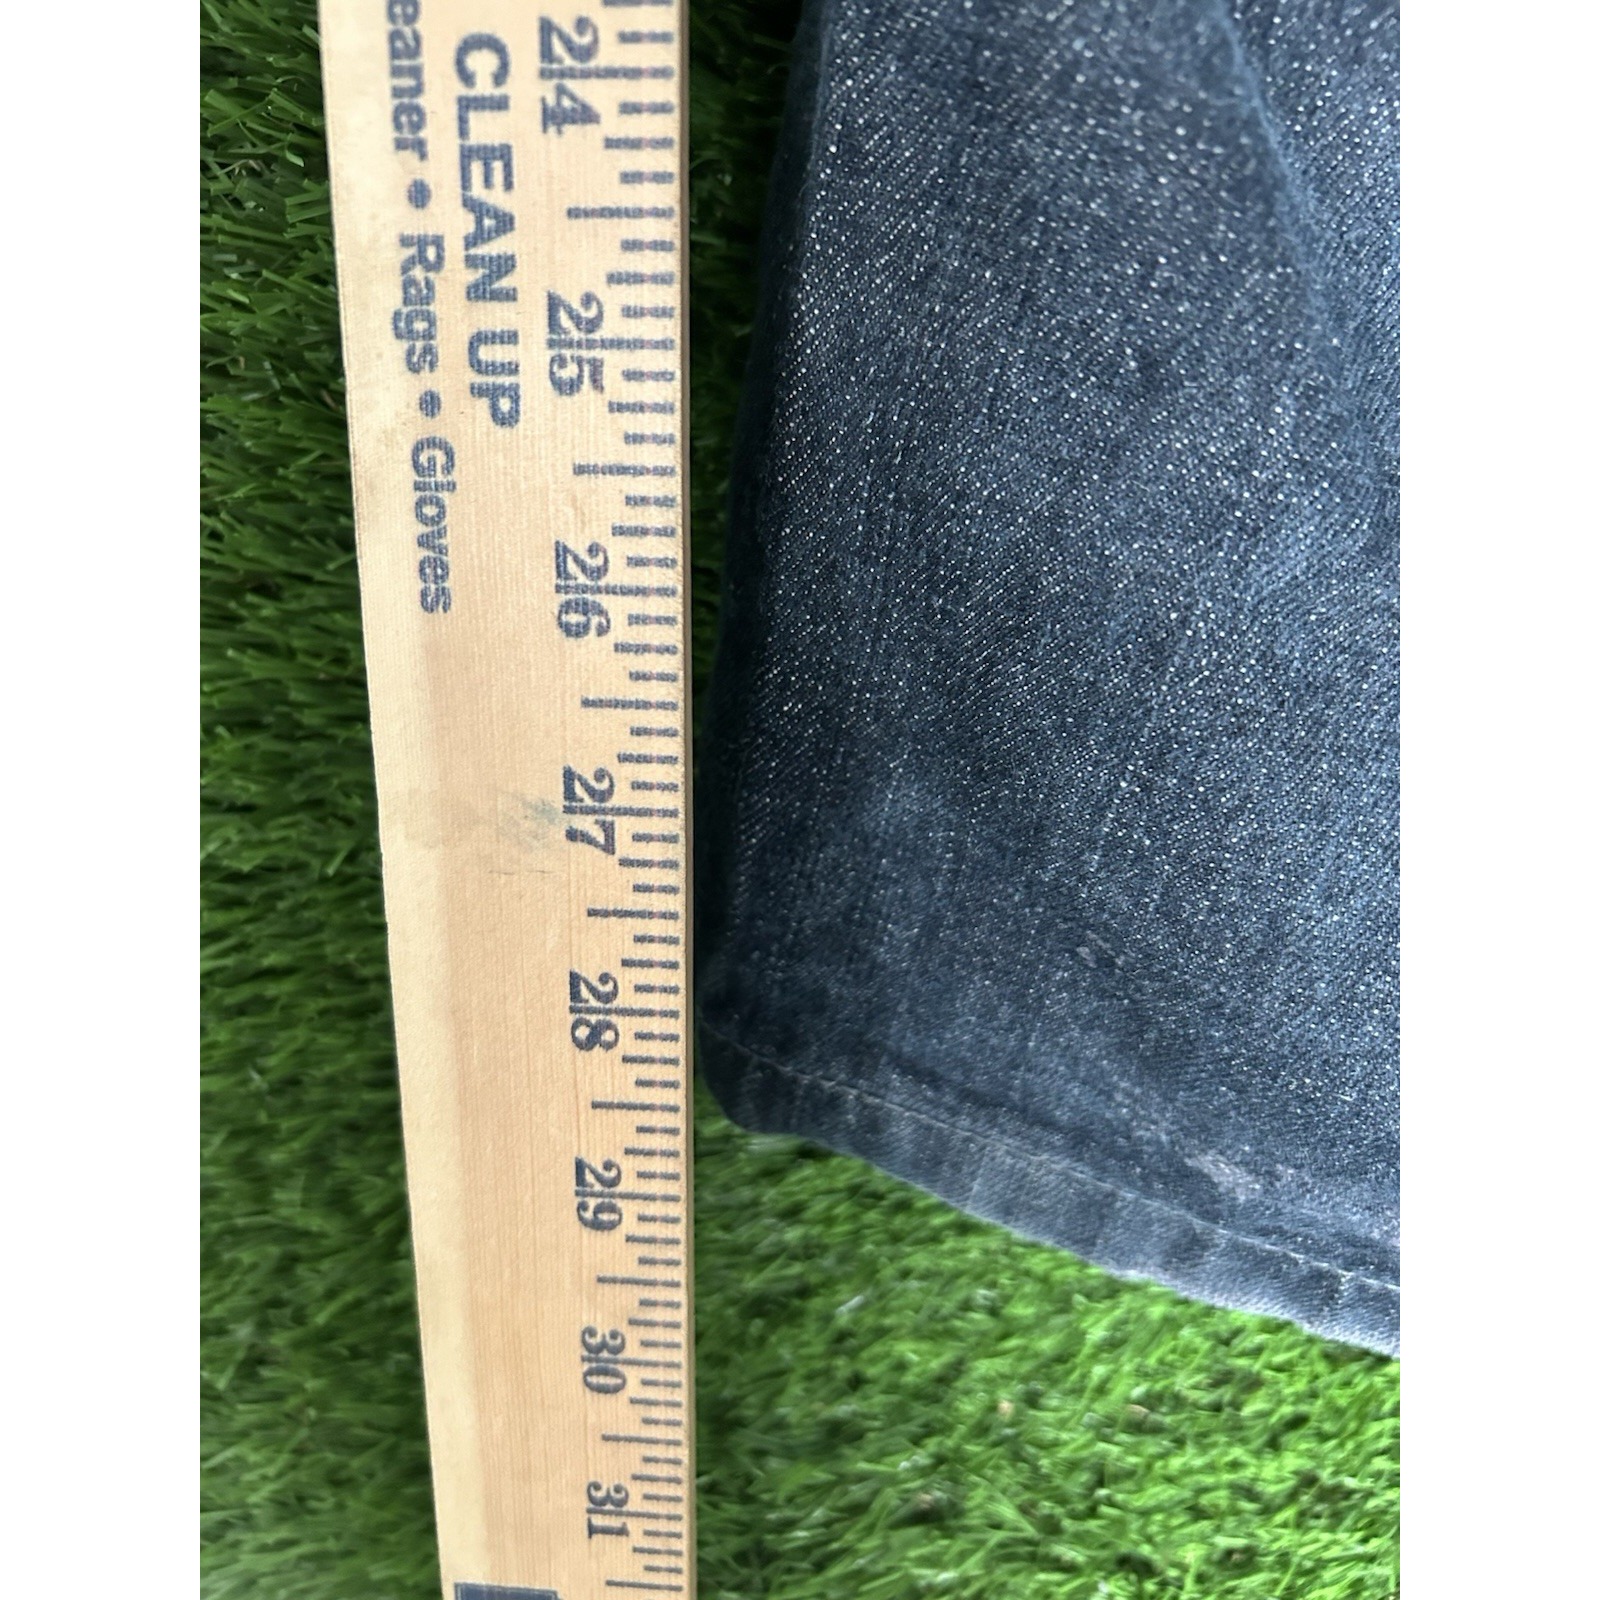 CLEAN UP
eaner • Rags • Gloves
24 25 26 27 28 29 30 31